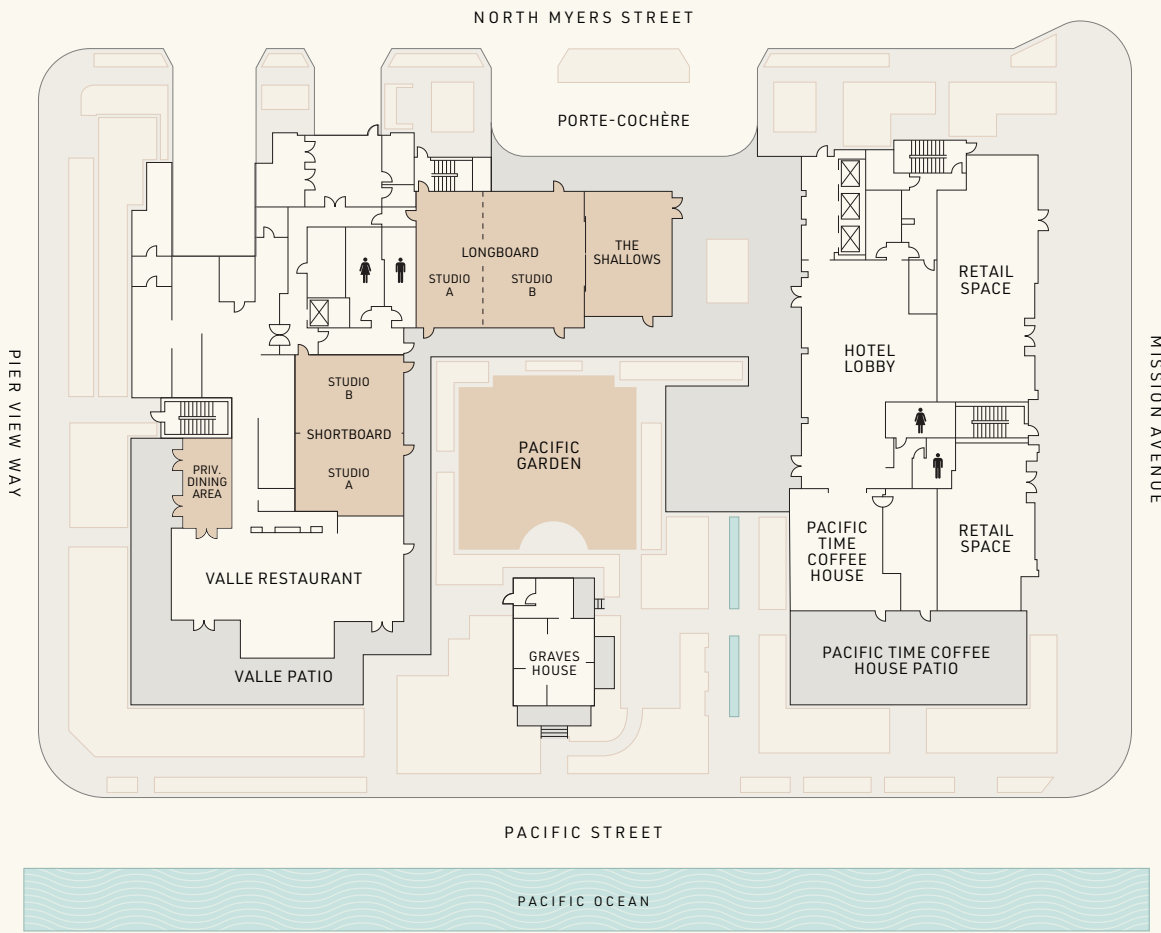 NORTH MYERS STREET
PORTE-COCHÈRE
LONGBOARD
STUDIO
A
STUDIO
B
THE
SHALLOWS
RETAIL
SPACE
HOTEL
LOBBY
PIER VIEW WAY
MISSION AVENUE
STUDIO
B
SHORTBOARD
STUDIO
A
PACIFIC
GARDEN
PRIV.
DINING
AREA
PACIFIC
TIME
COFFEE
HOUSE
RETAIL
SPACE
VALLE RESTAURANT
GRAVES
HOUSE
PACIFIC TIME COFFEE
HOUSE PATIO
VALLE PATIO
PACIFIC STREET
PACIFIC OCEAN